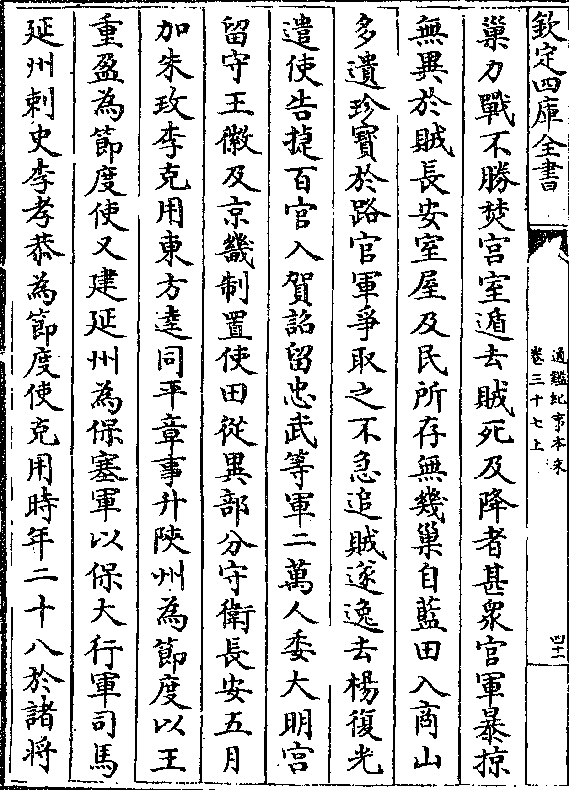 欽定四庫全書
通鑑紀事本末
卷三十七上
四十一
巢力戰不勝焚宮室遁去賊死及降者甚衆官軍暴掠
無異於賊長安室屋及民所存無幾巢自藍田入商山
多遺珍寶於路官軍爭取之不急追賊遂逸去楊復光
遣使告捷百官入賀詔留忠武等軍二萬人委大明宮
留守王徽及京畿制置使田從異部分守衛長安五月
加朱玫李克用東方逵同平章事升陝州為節度以王
重盈為節度使又建延州為保塞軍以保大行軍司馬
延州刺史李孝恭為節度使克用時年二十八於諸將